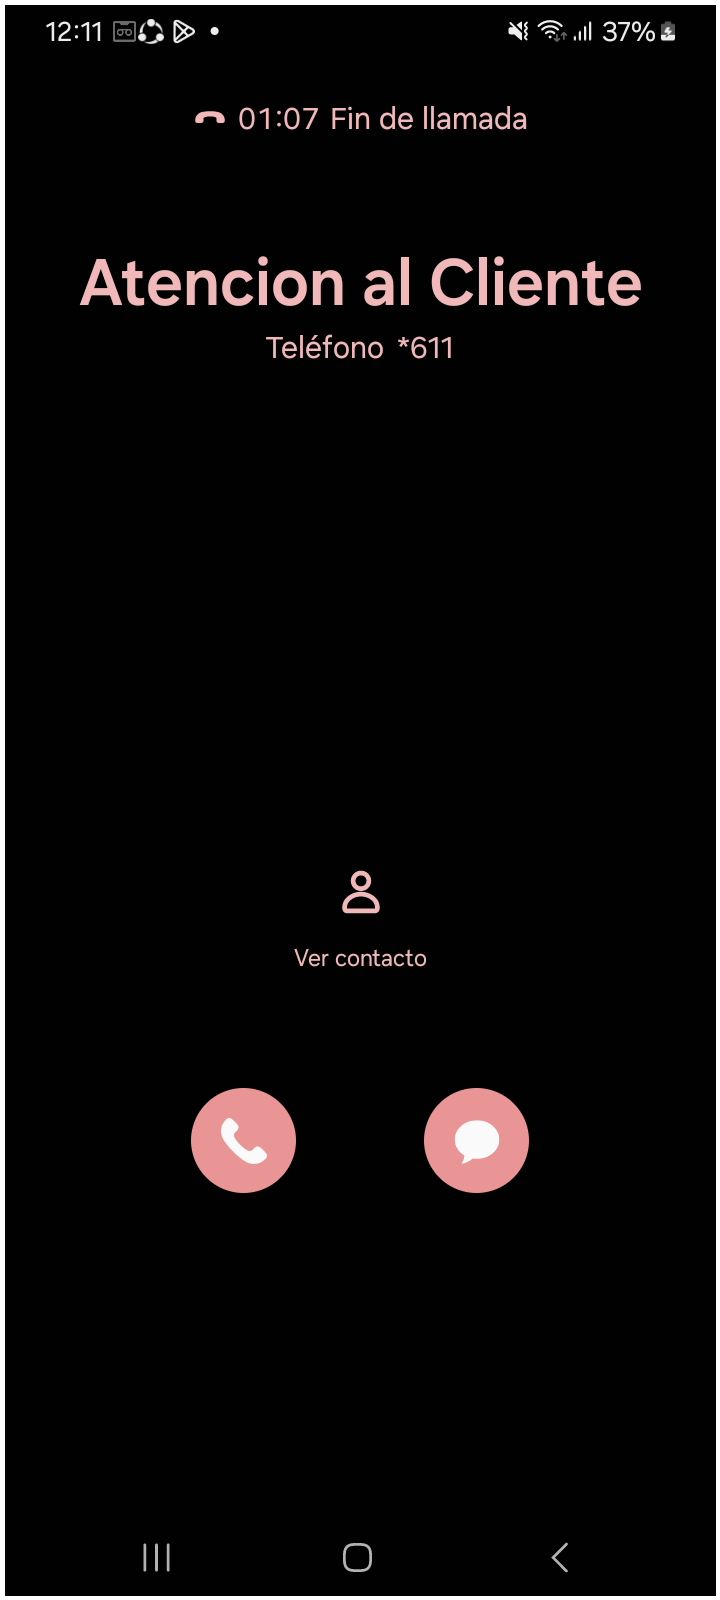 12:11 37%
01:07 Fin de llamada
Atencion al Cliente
Teléfono *611
Ver contacto